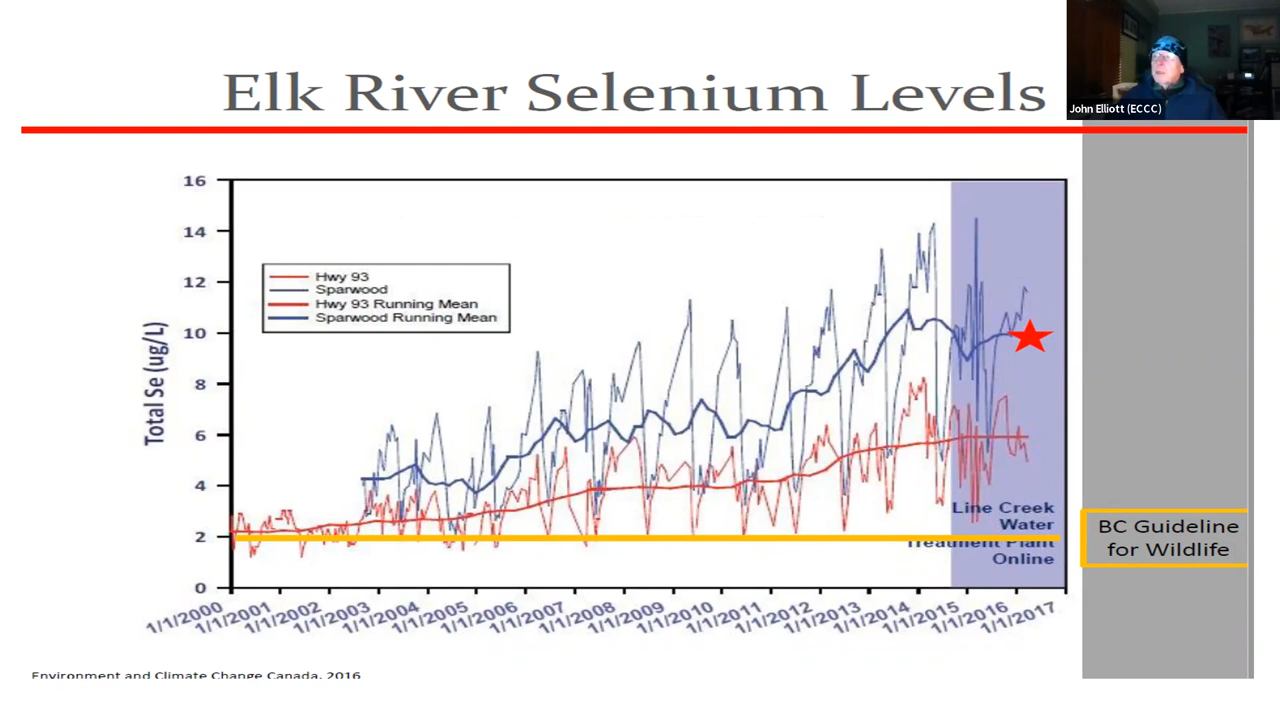 Elk River Selenium Levels
John Elliott (ECCC)
16
14
12
10
8
6
4
2
0
Total Se (ug/L)
Hwy 93
Sparwood
Hwy 93 Running Mean
Sparwood Running Mean
Line Creek
Water
Treatment Plant
Online
BC Guideline
for Wildlife
1/1/2000
1/1/2001
1/1/2002
1/1/2003
1/1/2004
1/1/2005
1/1/2006
1/1/2007
1/1/2008
1/1/2009
1/1/2010
1/1/2011
1/1/2012
1/1/2013
1/1/2014
1/1/2015
1/1/2016
1/1/2017
Environment and Climate Change Canada, 2016